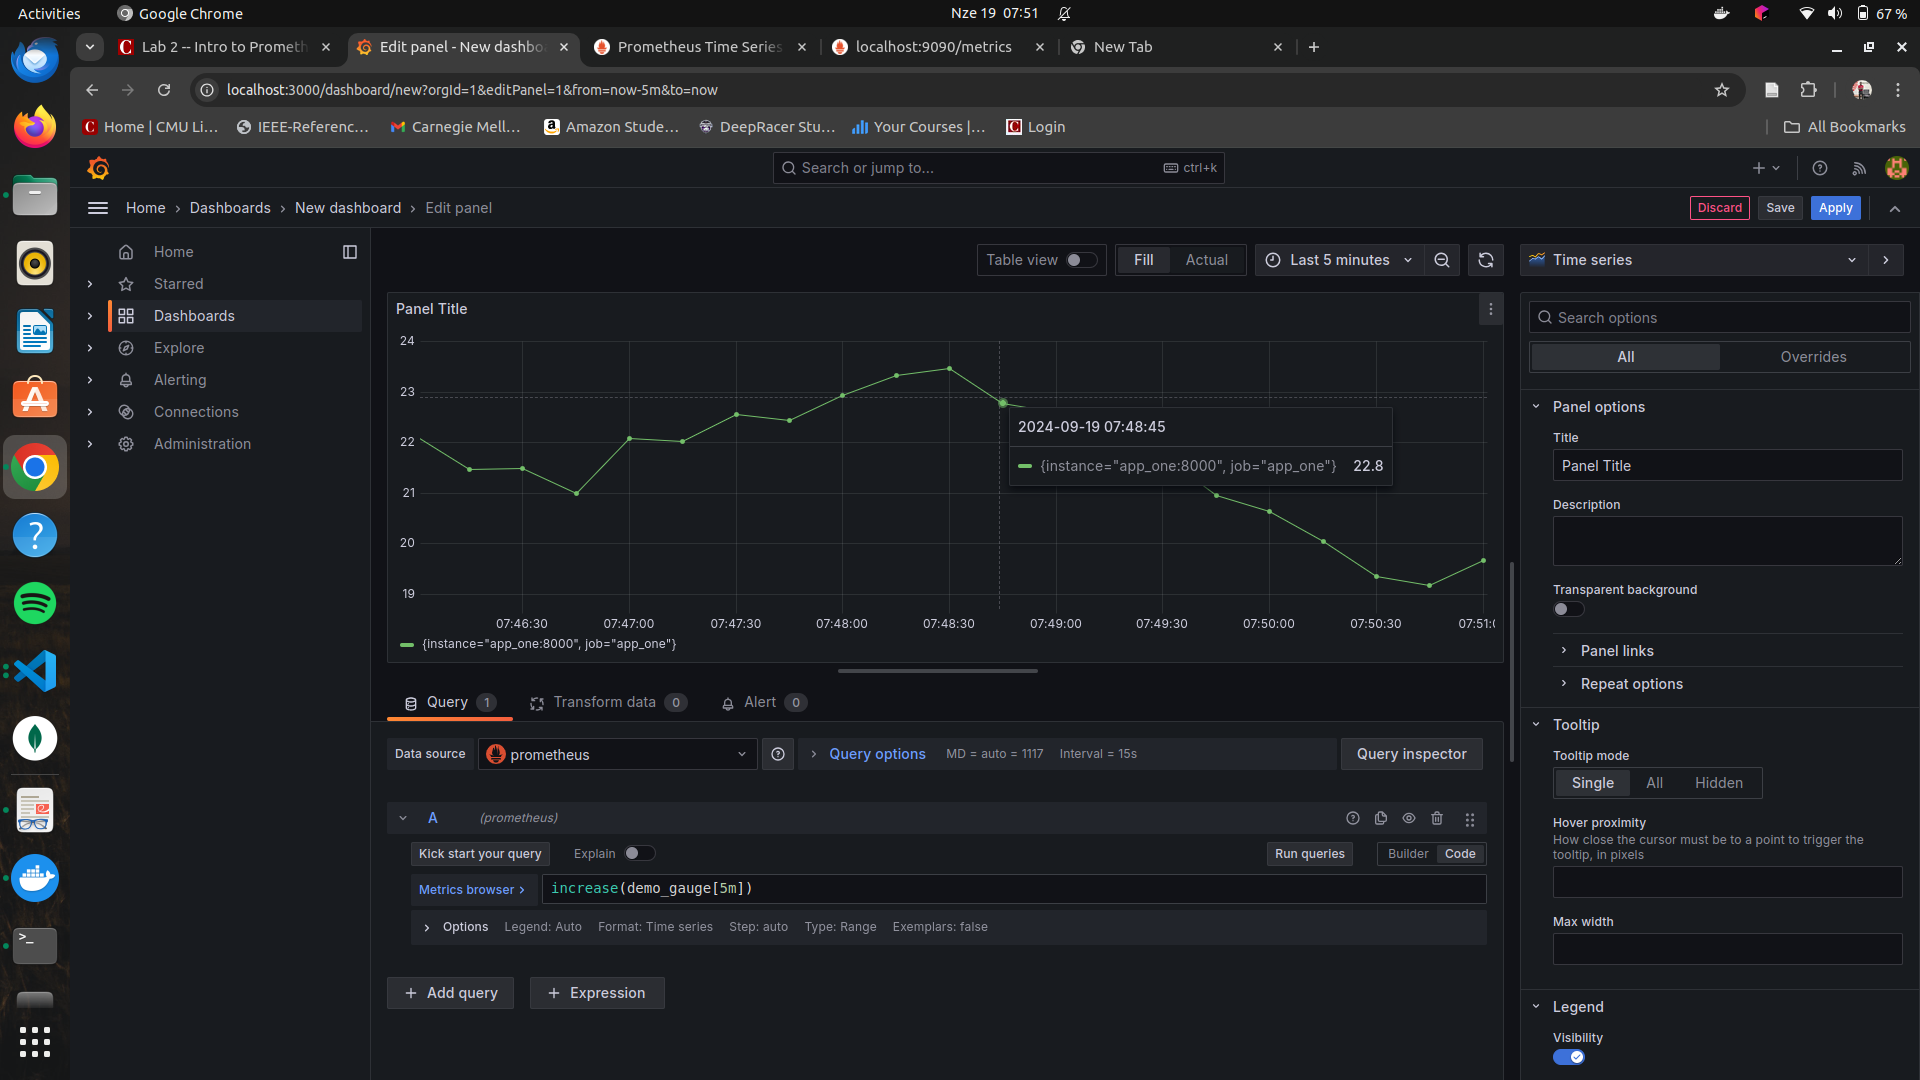 Activities
Google Chrome
Nze 19 07:51
67 %
Lab 2 -- Intro to Prometh
Edit panel - New dashbo
Prometheus Time Series
localhost:9090/metrics
New Tab
localhost:3000/dashboard/new?orgId=1&editPanel=1&from=now-5m&to=now
Home | CMU Li...
IEEE-Referenc...
Carnegie Mell...
Amazon Stude...
DeepRacer Stu...
Your Courses |...
Login
All Bookmarks
Search or jump to...
ctrl+k
Home › Dashboards › New dashboard › Edit panel
Discard
Save
Apply
Home
Starred
Dashboards
Explore
Alerting
Connections
Administration
Table view
Fill
Actual
Last 5 minutes
Time series
Panel Title
24
23
22
21
20
19
2024-09-19 07:48:45
{instance="app_one:8000", job="app_one"} 22.8
07:46:30
07:47:00
07:47:30
07:48:00
07:48:30
07:49:00
07:49:30
07:50:00
07:50:30
07:51:0
{instance="app_one:8000", job="app_one"}
Query 1
Transform data 0
Alert 0
Data source
prometheus
Query options
MD = auto = 1117
Interval = 15s
Query inspector
A
(prometheus)
Kick start your query
Explain
Run queries
Builder
Code
Metrics browser >
increase(demo_gauge[5m])
Options
Legend: Auto
Format: Time series
Step: auto
Type: Range
Exemplars: false
+ Add query
+ Expression
Search options
All
Overrides
Panel options
Title
Panel Title
Description
Transparent background
Panel links
Repeat options
Tooltip
Tooltip mode
Single
All
Hidden
Hover proximity
How close the cursor must be to a point to trigger the
tooltip, in pixels
Max width
Legend
Visibility